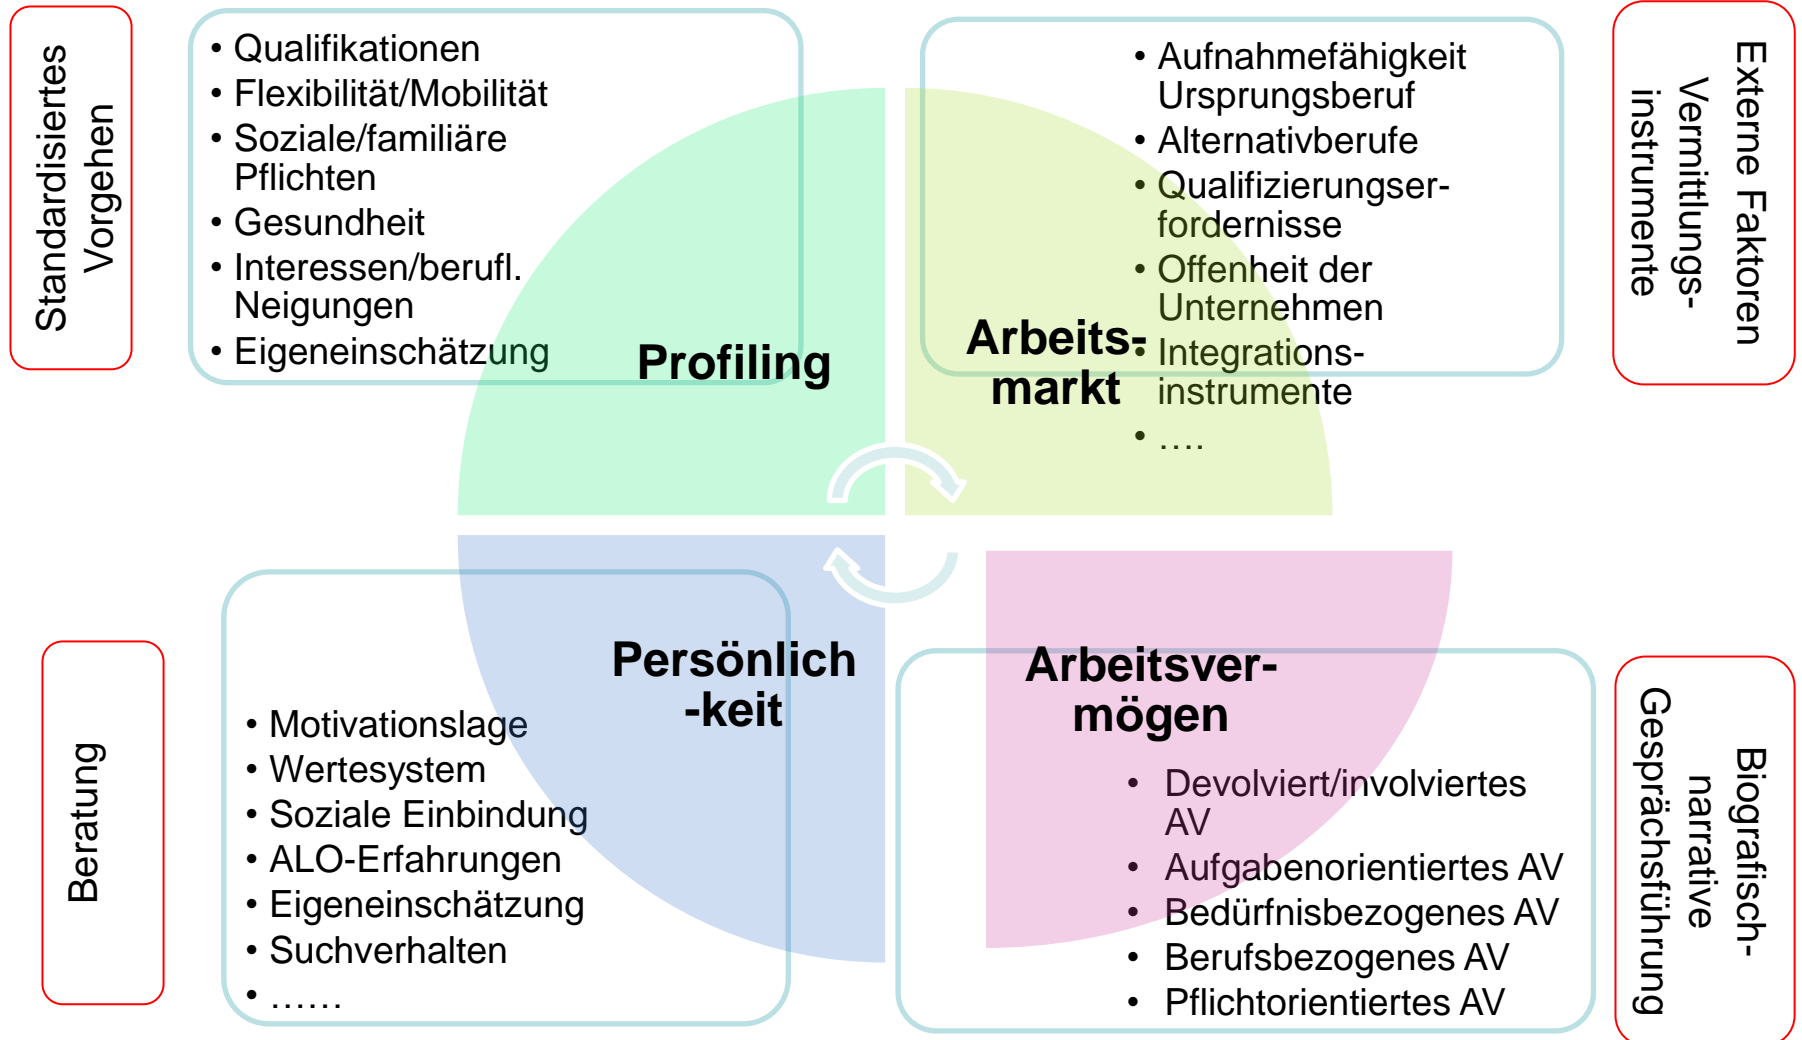 Standardisiertes
Vorgehen
• Qualifikationen
• Flexibilität/Mobilität
• Soziale/familiäre
Pflichten
• Gesundheit
• Interessen/berufl.
Neigungen
• Eigeneinschätzung
Profiling
• Aufnahmefähigkeit
Ursprungsberuf
• Alternativberufe
• Qualifizierungser-
fordernisse
• Offenheit der
Unternehmen
• Integrations-
instrumente
• ….
Arbeits-
markt
Externe Faktoren
Vermittlungs-
instrumente
Beratung
Persönlich
-keit
• Motivationslage
• Wertesystem
• Soziale Einbindung
• ALO-Erfahrungen
• Eigeneinschätzung
• Suchverhalten
• ……
Arbeitsver-
mögen
• Devolviert/involviertes
AV
• Aufgabenorientiertes AV
• Bedürfnisbezogenes AV
• Berufsbezogenes AV
• Pflichtorientiertes AV
Biografisch-
narrative
Gesprächsführung